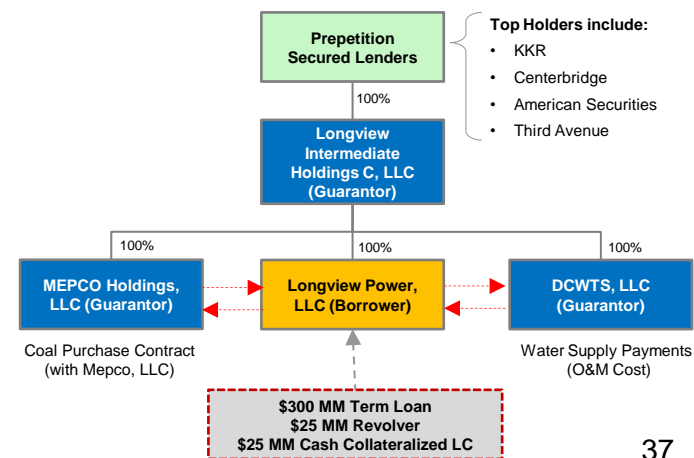 Prepetition
Secured Lenders
Top Holders include:
• KKR
• Centerbridge
• American Securities
• Third Avenue
100%
Longview
Intermediate
Holdings C, LLC
(Guarantor)
100%
100%
100%
MEPCO Holdings,
LLC (Guarantor)
Longview Power,
LLC (Borrower)
DCWTS, LLC
(Guarantor)
Coal Purchase Contract
(with Mepco, LLC)
Water Supply Payments
(O&M Cost)
$300 MM Term Loan
$25 MM Revolver
$25 MM Cash Collateralized LC
37